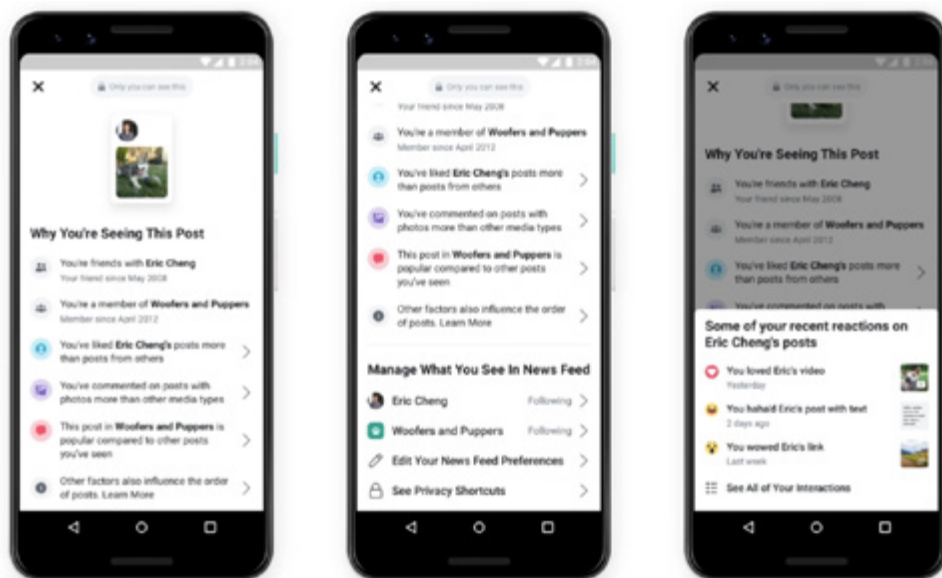 2:04
Only you can see this
Why You're Seeing This Post
You're friends with Eric Cheng
Your friend since May 2008
You're a member of Woofers and Puppers
Member since April 2012
You've liked Eric Cheng's posts more
than posts from others
You've commented on posts with
photos more than other media types
This post in Woofers and Puppers is
popular compared to other posts
you've seen
Other factors also influence the order
of posts. Learn More
2:04
Only you can see this
Your friend since May 2008
You're a member of Woofers and Puppers
Member since April 2012
You've liked Eric Cheng's posts more
than posts from others
You've commented on posts with
photos more than other media types
This post in Woofers and Puppers is
popular compared to other posts
you've seen
Other factors also influence the order
of posts. Learn More
Manage What You See In News Feed
Eric Cheng Following
Woofers and Puppers Following
Edit Your News Feed Preferences
See Privacy Shortcuts
2:04
Only you can see this
Why You're Seeing This Post
You're friends with Eric Cheng
Your friend since May 2008
You're a member of Woofers and Puppers
Member since April 2012
You've liked Eric Cheng's posts more
than posts from others
You've commented on posts with
Some of your recent reactions on
Eric Cheng's posts
You loved Eric's video
Yesterday
You haha'd Eric's post with text
2 days ago
You wowed Eric's link
Last week
See All of Your Interactions